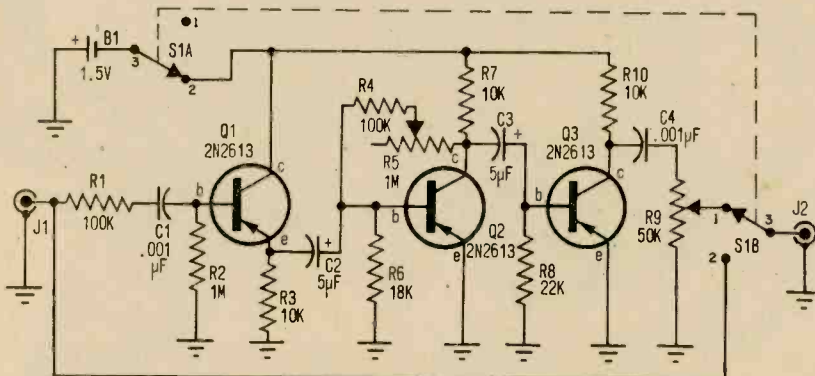 1
B1
+
S1A
3
1.5V
2
R7
10K
R10
10K
R4
100K
C3
+
C4
.001µF
Q1
2N2613
R5
1M
Q3
2N2613
c
c
5µF
c
R1
100K
b
b
b
R9
50K
1
3
J2
J1
C1
.001
µF
e
Q2
2N2613
S1B
R2
1M
+
C2
5µF
R6
18K
e
R8
22K
e
2
R3
10K